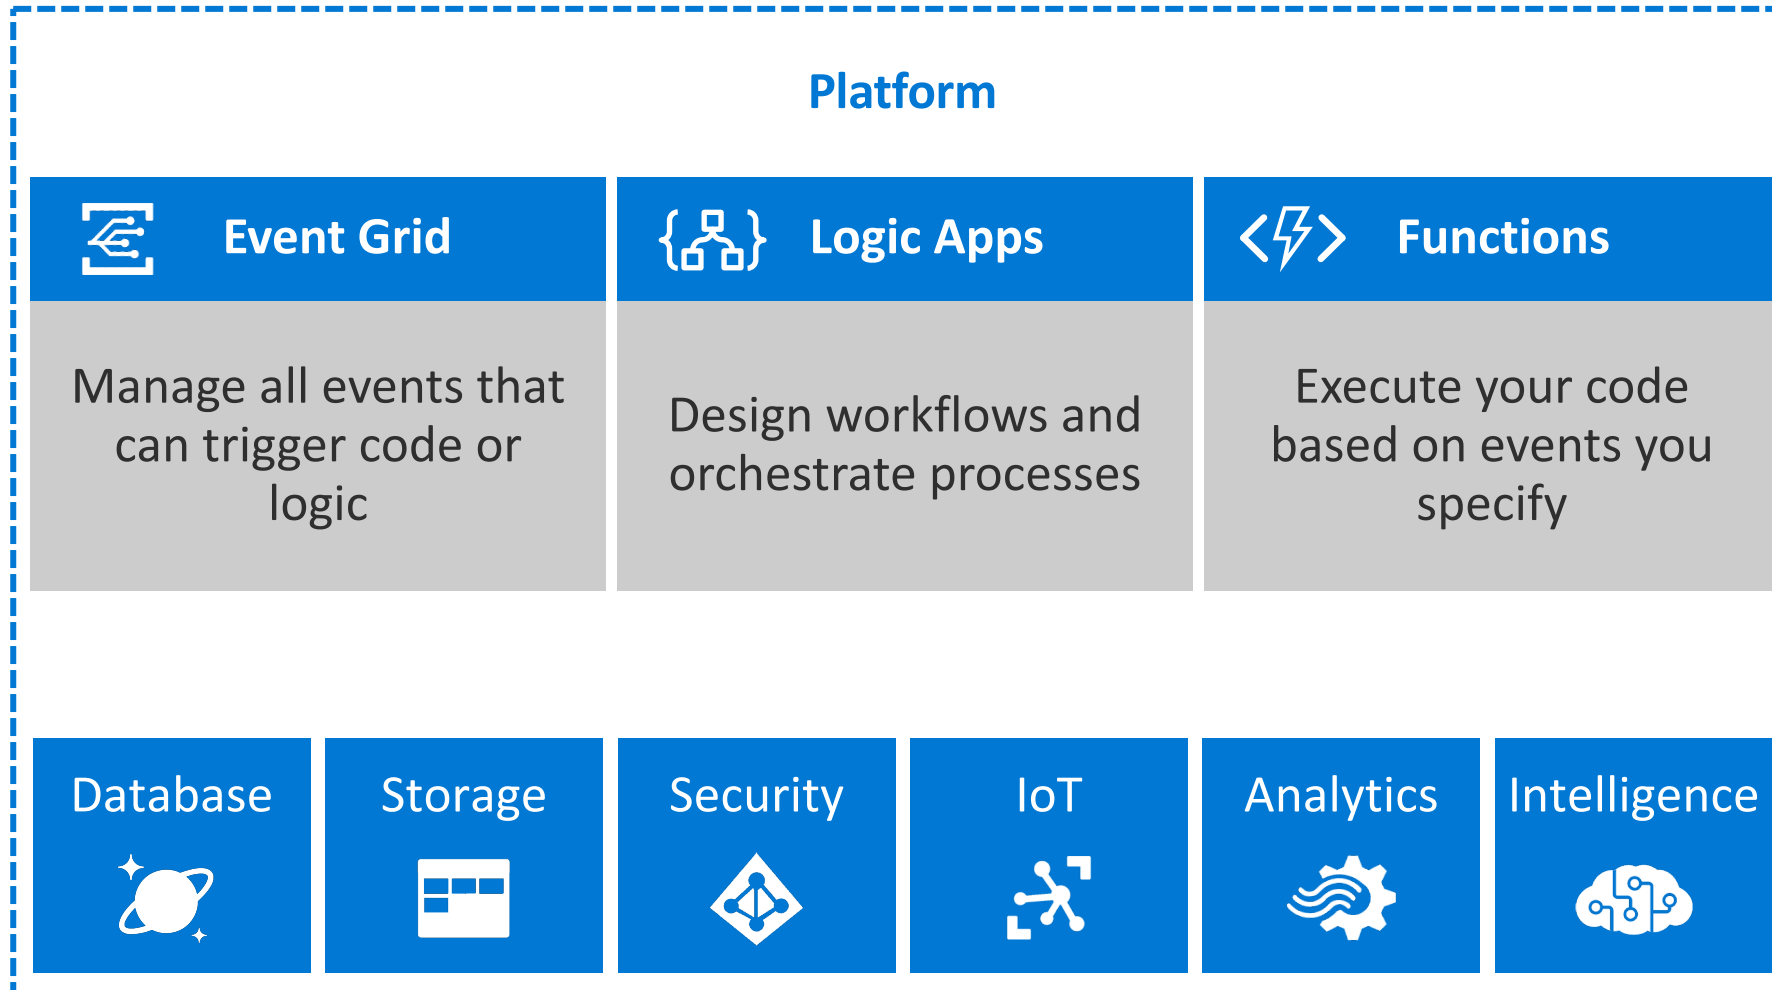 Platform
Event Grid
Manage all events that
can trigger code or
logic
Logic Apps
Design workflows and
orchestrate processes
Functions
Execute your code
based on events you
specify
Database
Storage
Security
IoT
Analytics
Intelligence